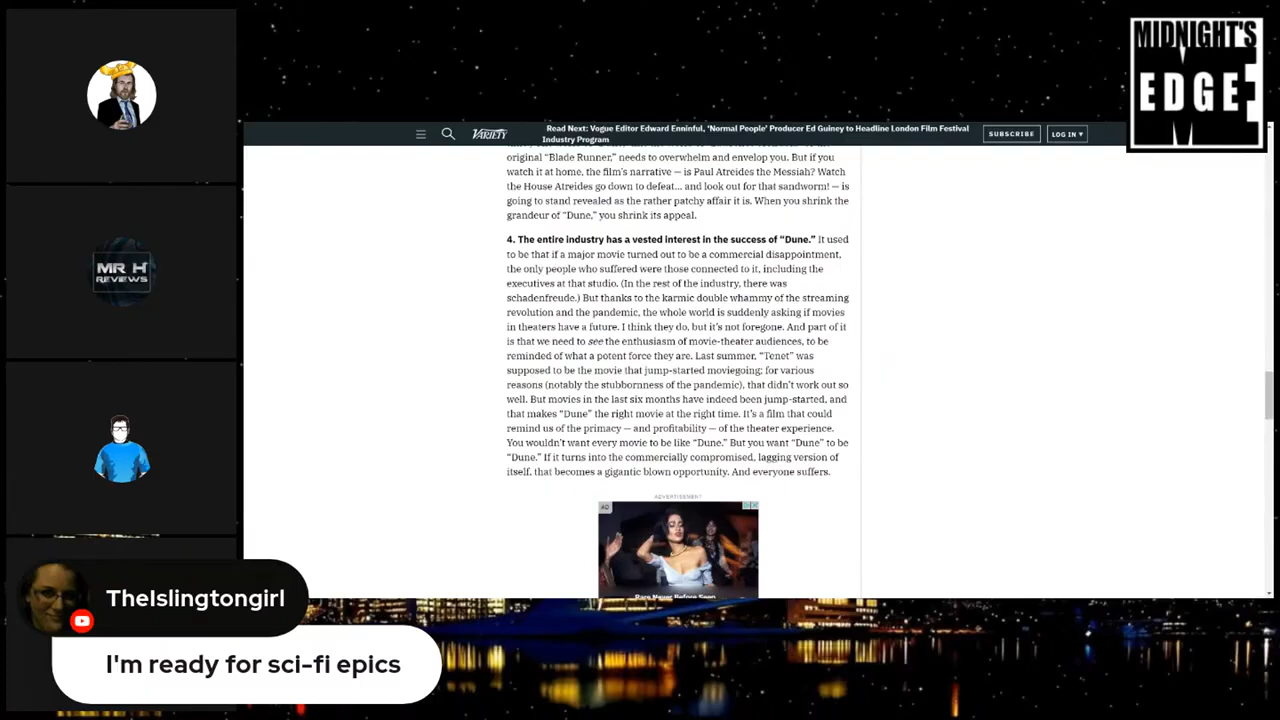 MIDNIGHT'S
EDGE
MR H
REVIEWS
VARIETY
Read Next: Vogue Editor Edward Enninful, 'Normal People' Producer Ed Guiney to Headline London Film Festival
Industry Program
SUBSCRIBE
LOG IN ▾
original "Blade Runner," needs to overwhelm and envelop you. But if you
watch it at home, the film's narrative — is Paul Atreides the Messiah? Watch
the House Atreides go down to defeat… and look out for that sandworm! — is
going to stand revealed as the rather patchy affair it is. When you shrink the
grandeur of "Dune," you shrink its appeal.
4. The entire industry has a vested interest in the success of "Dune." It used
to be that if a major movie turned out to be a commercial disappointment,
the only people who suffered were those connected to it, including the
executives at that studio. (In the rest of the industry, there was
schadenfreude.) But thanks to the karmic double whammy of the streaming
revolution and the pandemic, the whole world is suddenly asking if movies
in theaters have a future. I think they do, but it's not foregone. And part of it
is that we need to see the enthusiasm of movie-theater audiences, to be
reminded of what a potent force they are. Last summer, "Tenet" was
supposed to be the movie that jump-started moviegoing; for various
reasons (notably the stubbornness of the pandemic), that didn't work out so
well. But movies in the last six months have indeed been jump-started, and
that makes "Dune" the right movie at the right time. It's a film that could
remind us of the primacy — and profitability — of the theater experience.
You wouldn't want every movie to be like "Dune." But you want "Dune" to be
"Dune." If it turns into the commercially compromised, lagging version of
itself, that becomes a gigantic blown opportunity. And everyone suffers.
ADVERTISEMENT
AD
Rare Never Before Seen
TheIslingtongirl
I'm ready for sci-fi epics